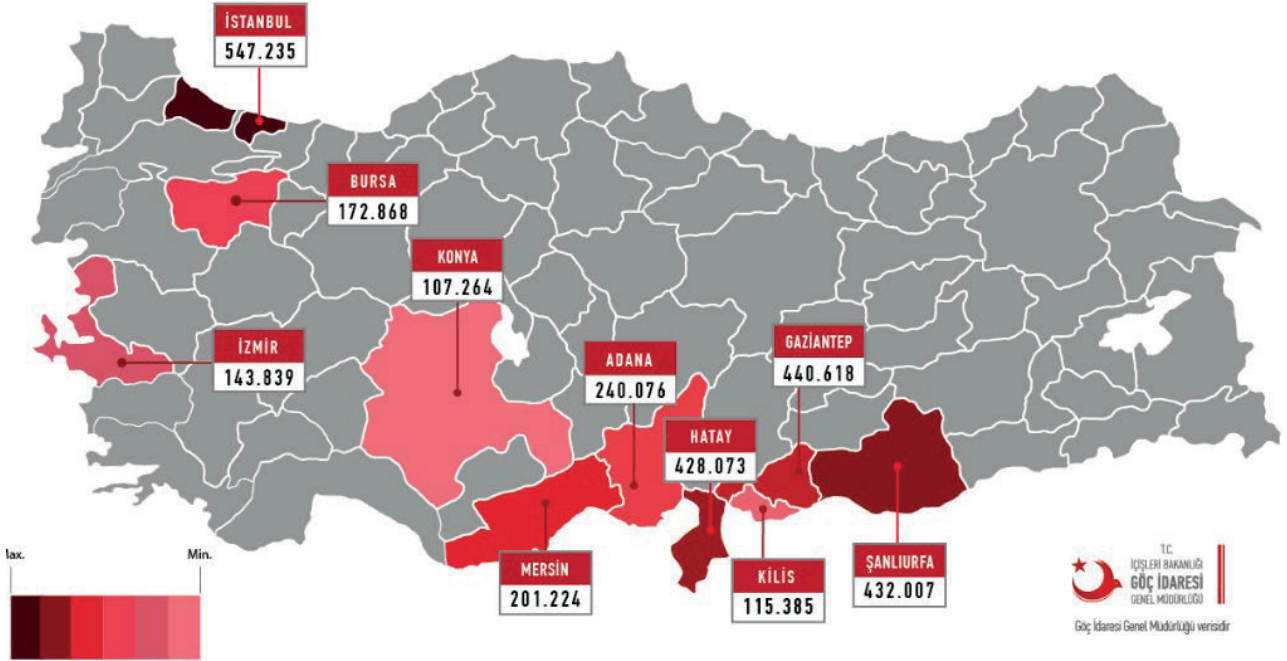 İSTANBUL
547.235
BURSA
172.868
KONYA
107.264
İZMİR
143.839
ADANA
240.076
GAZİANTEP
440.618
HATAY
428.073
MERSİN
201.224
KİLİS
115.385
ŞANLIURFA
432.007
lax.
Min.
T.C.
İÇİŞLERİ BAKANLIĞI
GÖÇ İDARESİ
GENEL MÜDÜRLÜĞÜ
Göç İdaresi Genel Müdürlüğü verisidir